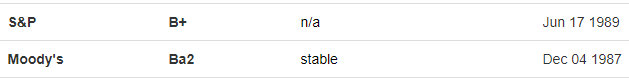 S&P B+ n/a Jun 17 1989
Moody's Ba2 stable Dec 04 1987